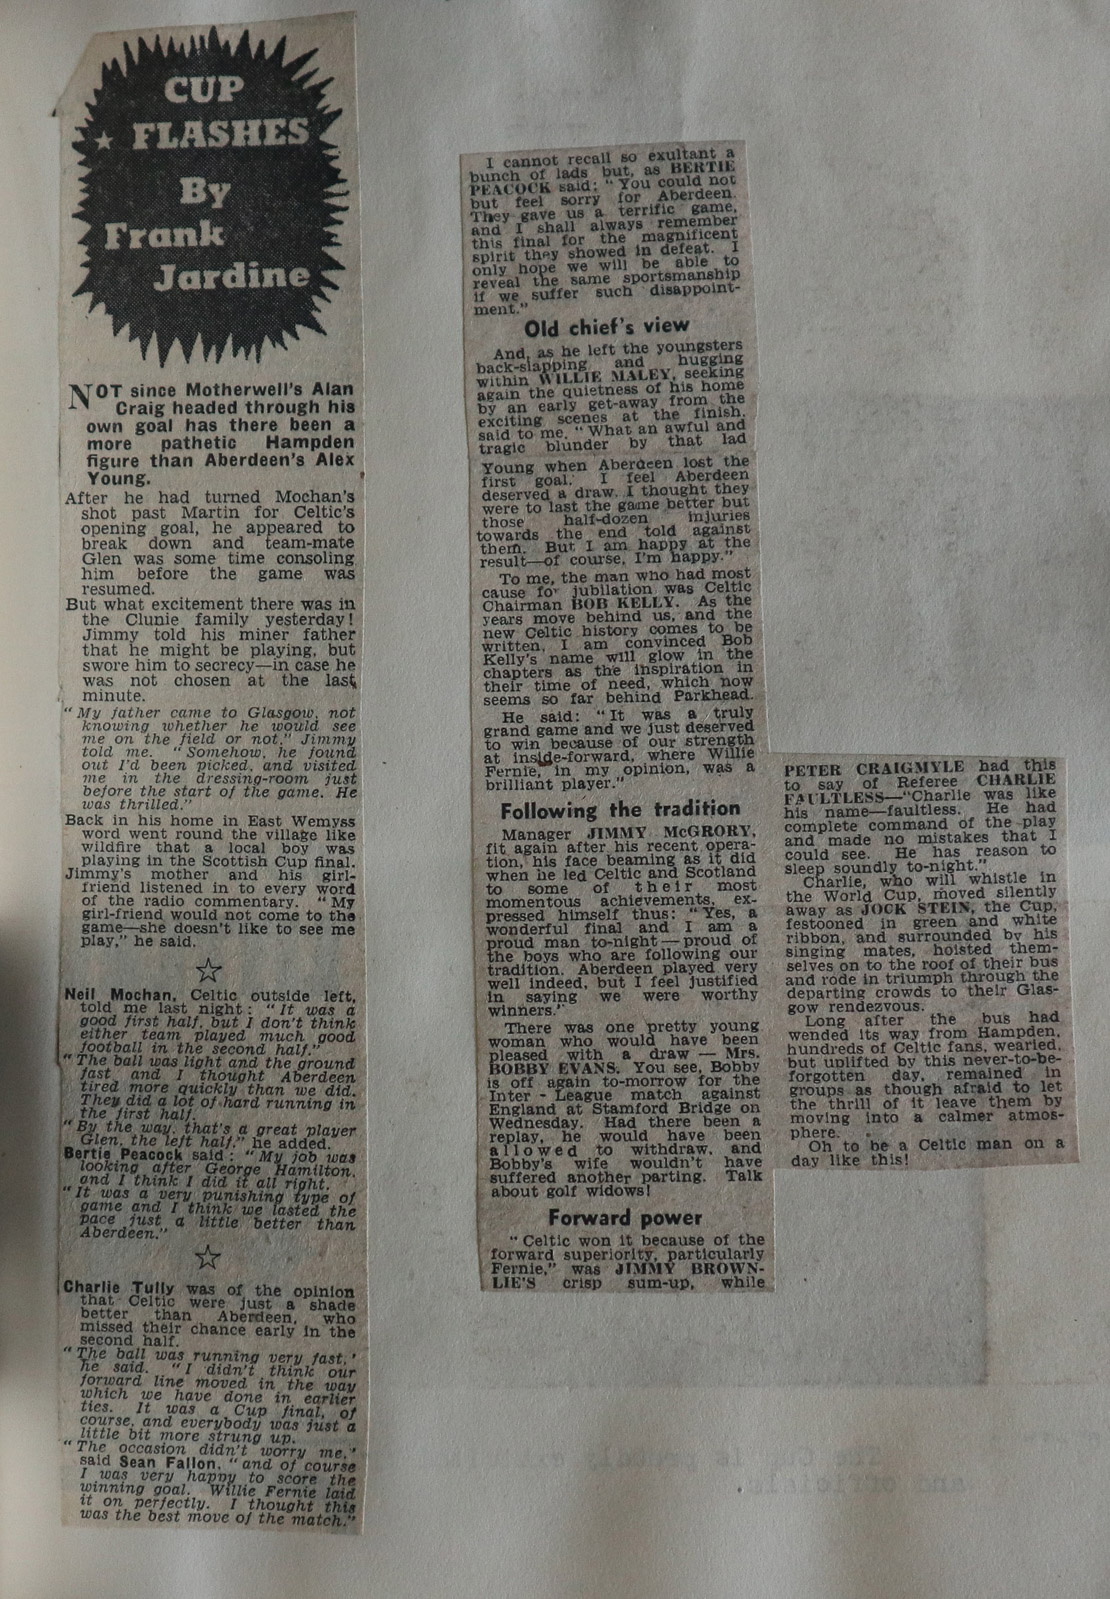 CUP
★ FLASHES
By
Frank
Jardine
NOT since Motherwell's Alan
Craig headed through his
own goal has there been a
more pathetic Hampden
figure than Aberdeen's Alex
Young.
After he had turned Mochan's
shot past Martin for Celtic's
opening goal, he appeared to
break down and team-mate
Glen was some time consoling
him before the game was
resumed.
But what excitement there was in
the Clunie family yesterday!
Jimmy told his miner father
that he might be playing, but
swore him to secrecy—in case he
was not chosen at the last
minute.
"My father came to Glasgow, not
knowing whether he would see
me on the field or not," Jimmy
told me. "Somehow, he found
out I'd been picked, and visited
me in the dressing-room just
before the start of the game. He
was thrilled."
Back in his home in East Wemyss
word went round the village like
wildfire that a local boy was
playing in the Scottish Cup final.
Jimmy's mother and his girl-
friend listened in to every word
of the radio commentary. "My
girl-friend would not come to the
game—she doesn't like to see me
play," he said.
☆
Neil Mochan, Celtic outside left,
told me last night: "It was a
good first half, but I don't think
either team played much good
football in the second half."
"The ball was light and the ground
fast and I thought Aberdeen
tired more quickly than we did.
They did a lot of hard running in
the first half.
"By the way, that's a great player
Glen, the left half," he added.
Bertie Peacock said: "My job was
looking after George Hamilton,
and I think I did it all right.
"It was a very punishing type of
game and I think we lasted the
pace just a little better than
Aberdeen."
☆
Charlie Tully was of the opinion
that Celtic were just a shade
better than Aberdeen, who
missed their chance early in the
second half.
"The ball was running very fast,'
he said. "I didn't think our
forward line moved in the way
which we have done in earlier
ties. It was a Cup final, of
course, and everybody was just a
little bit more strung up.
"The occasion didn't worry me,"
said Sean Fallon, "and of course
I was very happy to score the
winning goal. Willie Fernie laid
it on perfectly. I thought this
was the best move of the match."
I cannot recall so exultant a
bunch of lads but, as BERTIE
PEACOCK said: "You could not
but feel sorry for Aberdeen.
They gave us a terrific game,
and I shall always remember
this final for the magnificent
spirit they showed in defeat. I
only hope we will be able to
reveal the same sportsmanship
if we suffer such disappoint-
ment."
Old chief's view
And, as he left the youngsters
back-slapping and hugging
within WILLIE MALEY, seeking
again the quietness of his home
by an early get-away from the
exciting scenes at the finish,
said to me, "What an awful and
tragic blunder by that lad
Young when Aberdeen lost the
first goal. I feel Aberdeen
deserved a draw. I thought they
were to last the game better but
those half-dozen injuries
towards the end told against
them. But I am happy at the
result—of course, I'm happy."
To me, the man who had most
cause for jubilation was Celtic
Chairman BOB KELLY. As the
years move behind us, and the
new Celtic history comes to be
written, I am convinced Bob
Kelly's name will glow in the
chapters as the inspiration in
their time of need, which now
seems so far behind Parkhead.
He said: "It was a truly
grand game and we just deserved
to win because of our strength
at inside-forward, where Willie
Fernie, in my opinion, was a
brilliant player."
Following the tradition
Manager JIMMY McGRORY,
fit again after his recent opera-
tion, his face beaming as it did
when he led Celtic and Scotland
to some of their most
momentous achievements, ex-
pressed himself thus: "Yes, a
wonderful final and I am a
proud man to-night—proud of
the boys who are following our
tradition. Aberdeen played very
well indeed, but I feel justified
in saying we were worthy
winners."
There was one pretty young
woman who would have been
pleased with a draw — Mrs.
BOBBY EVANS. You see, Bobby
is off again to-morrow for the
Inter-League match against
England at Stamford Bridge on
Wednesday. Had there been a
replay, he would have been
allowed to withdraw, and
Bobby's wife wouldn't have
suffered another parting. Talk
about golf widows!
Forward power
"Celtic won it because of the
forward superiority, particularly
Fernie," was JIMMY BROWN-
LIE'S crisp sum-up, while
PETER CRAIGMYLE had this
to say of Referee CHARLIE
FAULTLESS—"Charlie was like
his name—faultless. He had
complete command of the play
and made no mistakes that I
could see. He has reason to
sleep soundly to-night."
Charlie, who will whistle in
the World Cup, moved silently
away as JOCK STEIN, the Cup,
festooned in green and white
ribbon, and surrounded by his
singing mates, hoisted them-
selves on to the roof of their bus
and rode in triumph through the
departing crowds to their Glas-
gow rendezvous.
Long after the bus had
wended its way from Hampden,
hundreds of Celtic fans, wearied,
but uplifted by this never-to-be-
forgotten day, remained in
groups as though afraid to let
the thrill of it leave them by
moving into a calmer atmos-
phere.
Oh to be a Celtic man on a
day like this!